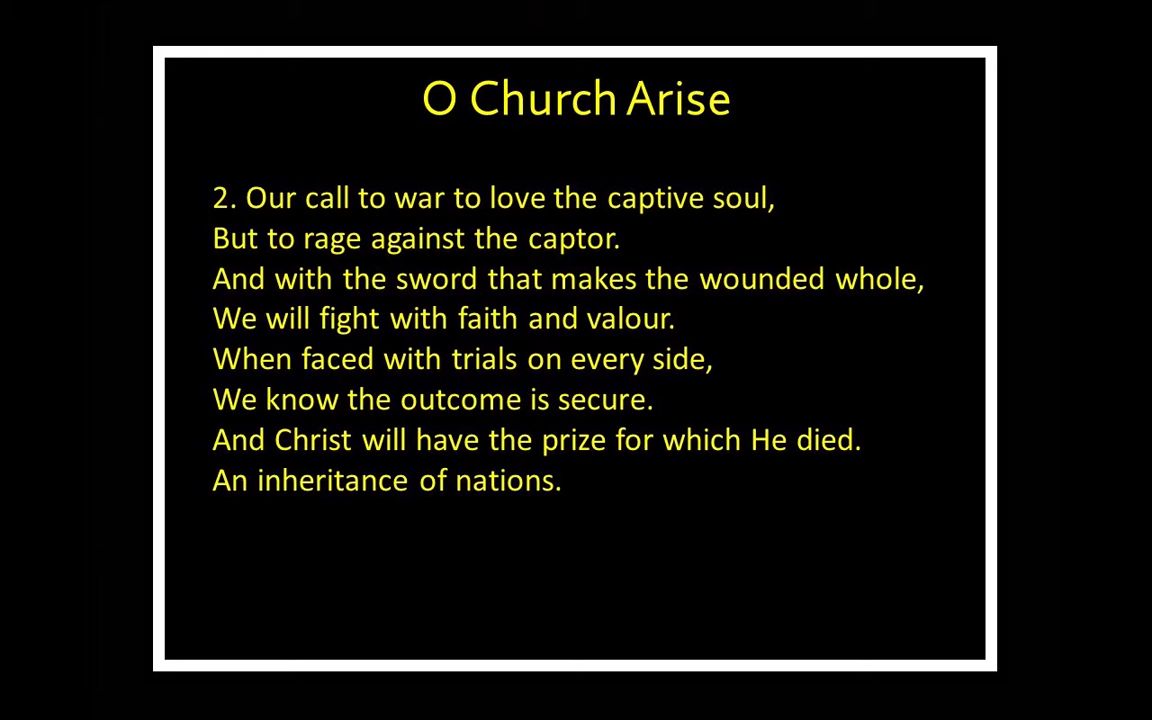 O Church Arise
2. Our call to war to love the captive soul,
But to rage against the captor.
And with the sword that makes the wounded whole,
We will fight with faith and valour.
When faced with trials on every side,
We know the outcome is secure.
And Christ will have the prize for which He died.
An inheritance of nations.